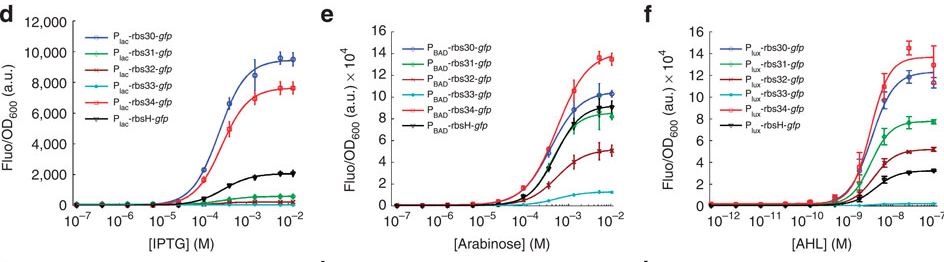 d
12,000
10,000
8,000
6,000
4,000
2,000
0
Fluo/OD600 (a.u.)
Plac-rbs30-gfp
Plac-rbs31-gfp
Plac-rbs32-gfp
Plac-rbs33-gfp
Plac-rbs34-gfp
Plac-rbsH-gfp
10−7 10−6 10−5 10−4 10−3 10−2
[IPTG] (M)
e
16
14
12
10
8
6
4
2
0
Fluo/OD600 (a.u.) × 104
PBAD-rbs30-gfp
PBAD-rbs31-gfp
PBAD-rbs32-gfp
PBAD-rbs33-gfp
PBAD-rbs34-gfp
PBAD-rbsH-gfp
10−7 10−6 10−5 10−4 10−3 10−2
[Arabinose] (M)
f
16
14
12
10
8
6
4
2
0
Fluo/OD600 (a.u.) × 104
Plux-rbs30-gfp
Plux-rbs31-gfp
Plux-rbs32-gfp
Plux-rbs33-gfp
Plux-rbs34-gfp
Plux-rbsH-gfp
10−12 10−11 10−10 10−9 10−8 10−7
[AHL] (M)